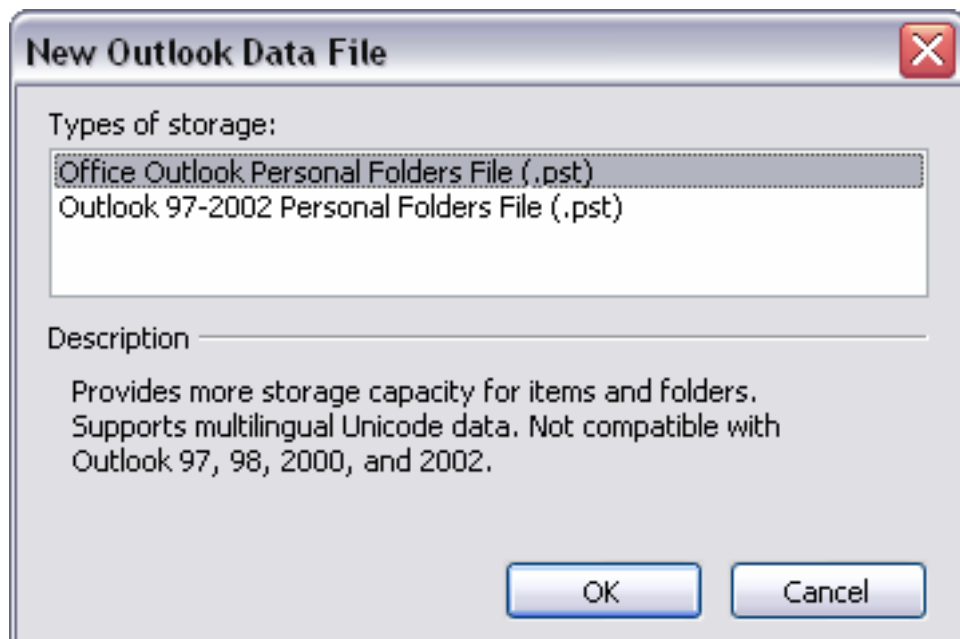 New Outlook Data File
Types of storage:
Office Outlook Personal Folders File (.pst)
Outlook 97-2002 Personal Folders File (.pst)
Description
Provides more storage capacity for items and folders.
Supports multilingual Unicode data. Not compatible with
Outlook 97, 98, 2000, and 2002.
OK
Cancel